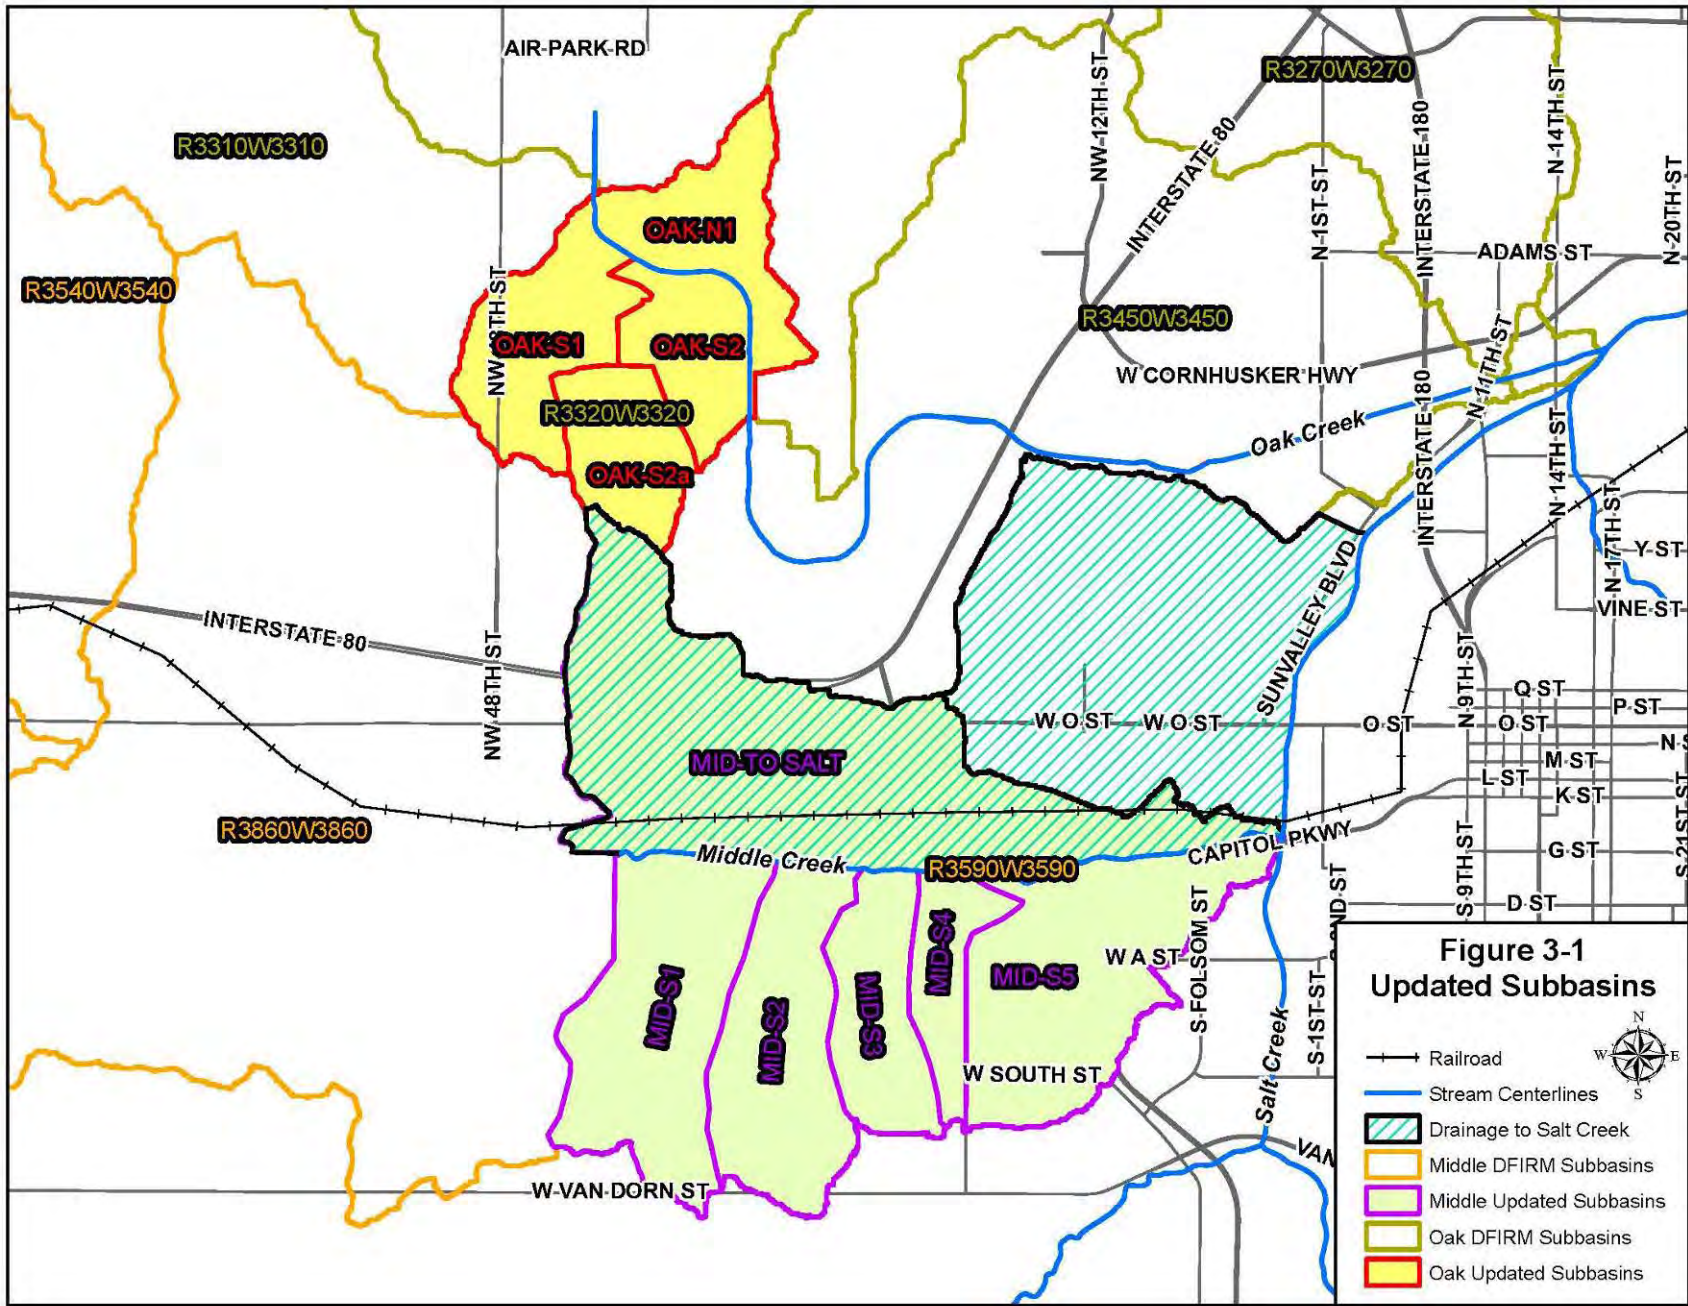 AIR PARK RD
R3270W3270
R3310W3310
NW 12TH ST
INTERSTATE 80
N 1ST ST
INTERSTATE 180
N 14TH ST
N 20TH ST
OAK-N1
ADAMS ST
R3540W3540
NW 48TH ST
R3450W3450
OAK-S1
OAK-S2
W CORNHUSKER HWY
N 11TH ST
R3320W3320
Oak Creek
INTERSTATE 180
N 14TH ST
OAK-S2a
N 17TH ST
Y ST
VINE ST
INTERSTATE 80
SUNVALLEY BLVD
NW 48TH ST
N 9TH ST
Q ST
P ST
W O ST
W O ST
O ST
O ST
N S
MID-TO SALT
M ST
L ST
K ST
R3860W3860
CAPITOL PKWY
Middle Creek
R3590W3590
G ST
S 9TH ST
S 21ST ST
D ST
S FOLSOM ST
ND ST
MID-S1
MID-S2
MID-S3
MID-S4
MID-S5
W A ST
S 1ST ST
Salt Creek
W SOUTH ST
VAN
W VAN DORN ST
Figure 3-1
Updated Subbasins
N
W
E
S
Railroad
Stream Centerlines
Drainage to Salt Creek
Middle DFIRM Subbasins
Middle Updated Subbasins
Oak DFIRM Subbasins
Oak Updated Subbasins